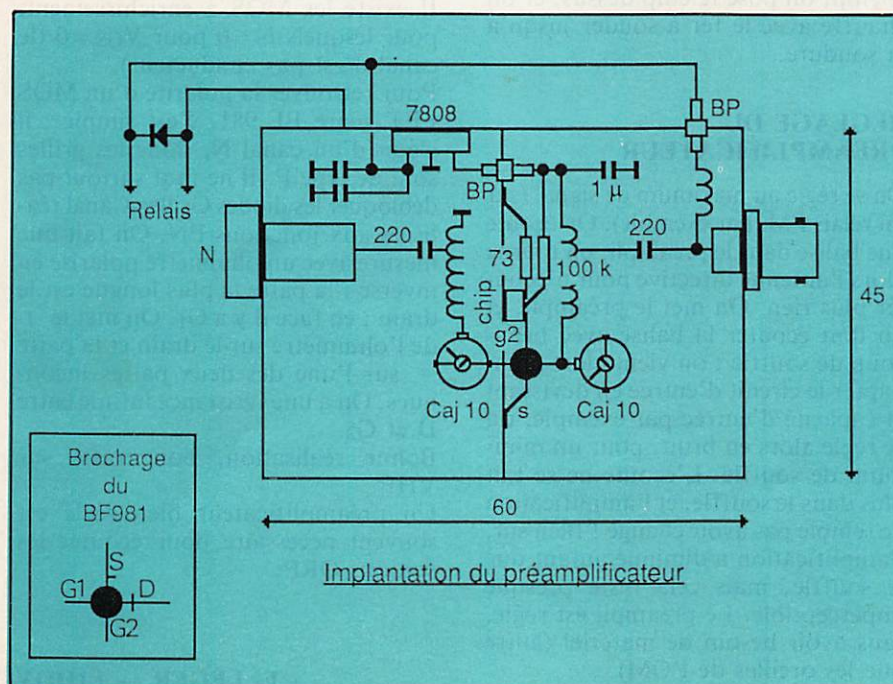 7808
BP
BP
1 µ
Relais
220
220
N
73
100 k
chip
g2
45
Caj 10
s
Caj 10
60
Brochage
du
BF981
S
G1
D
G2
Implantation du préamplificateur